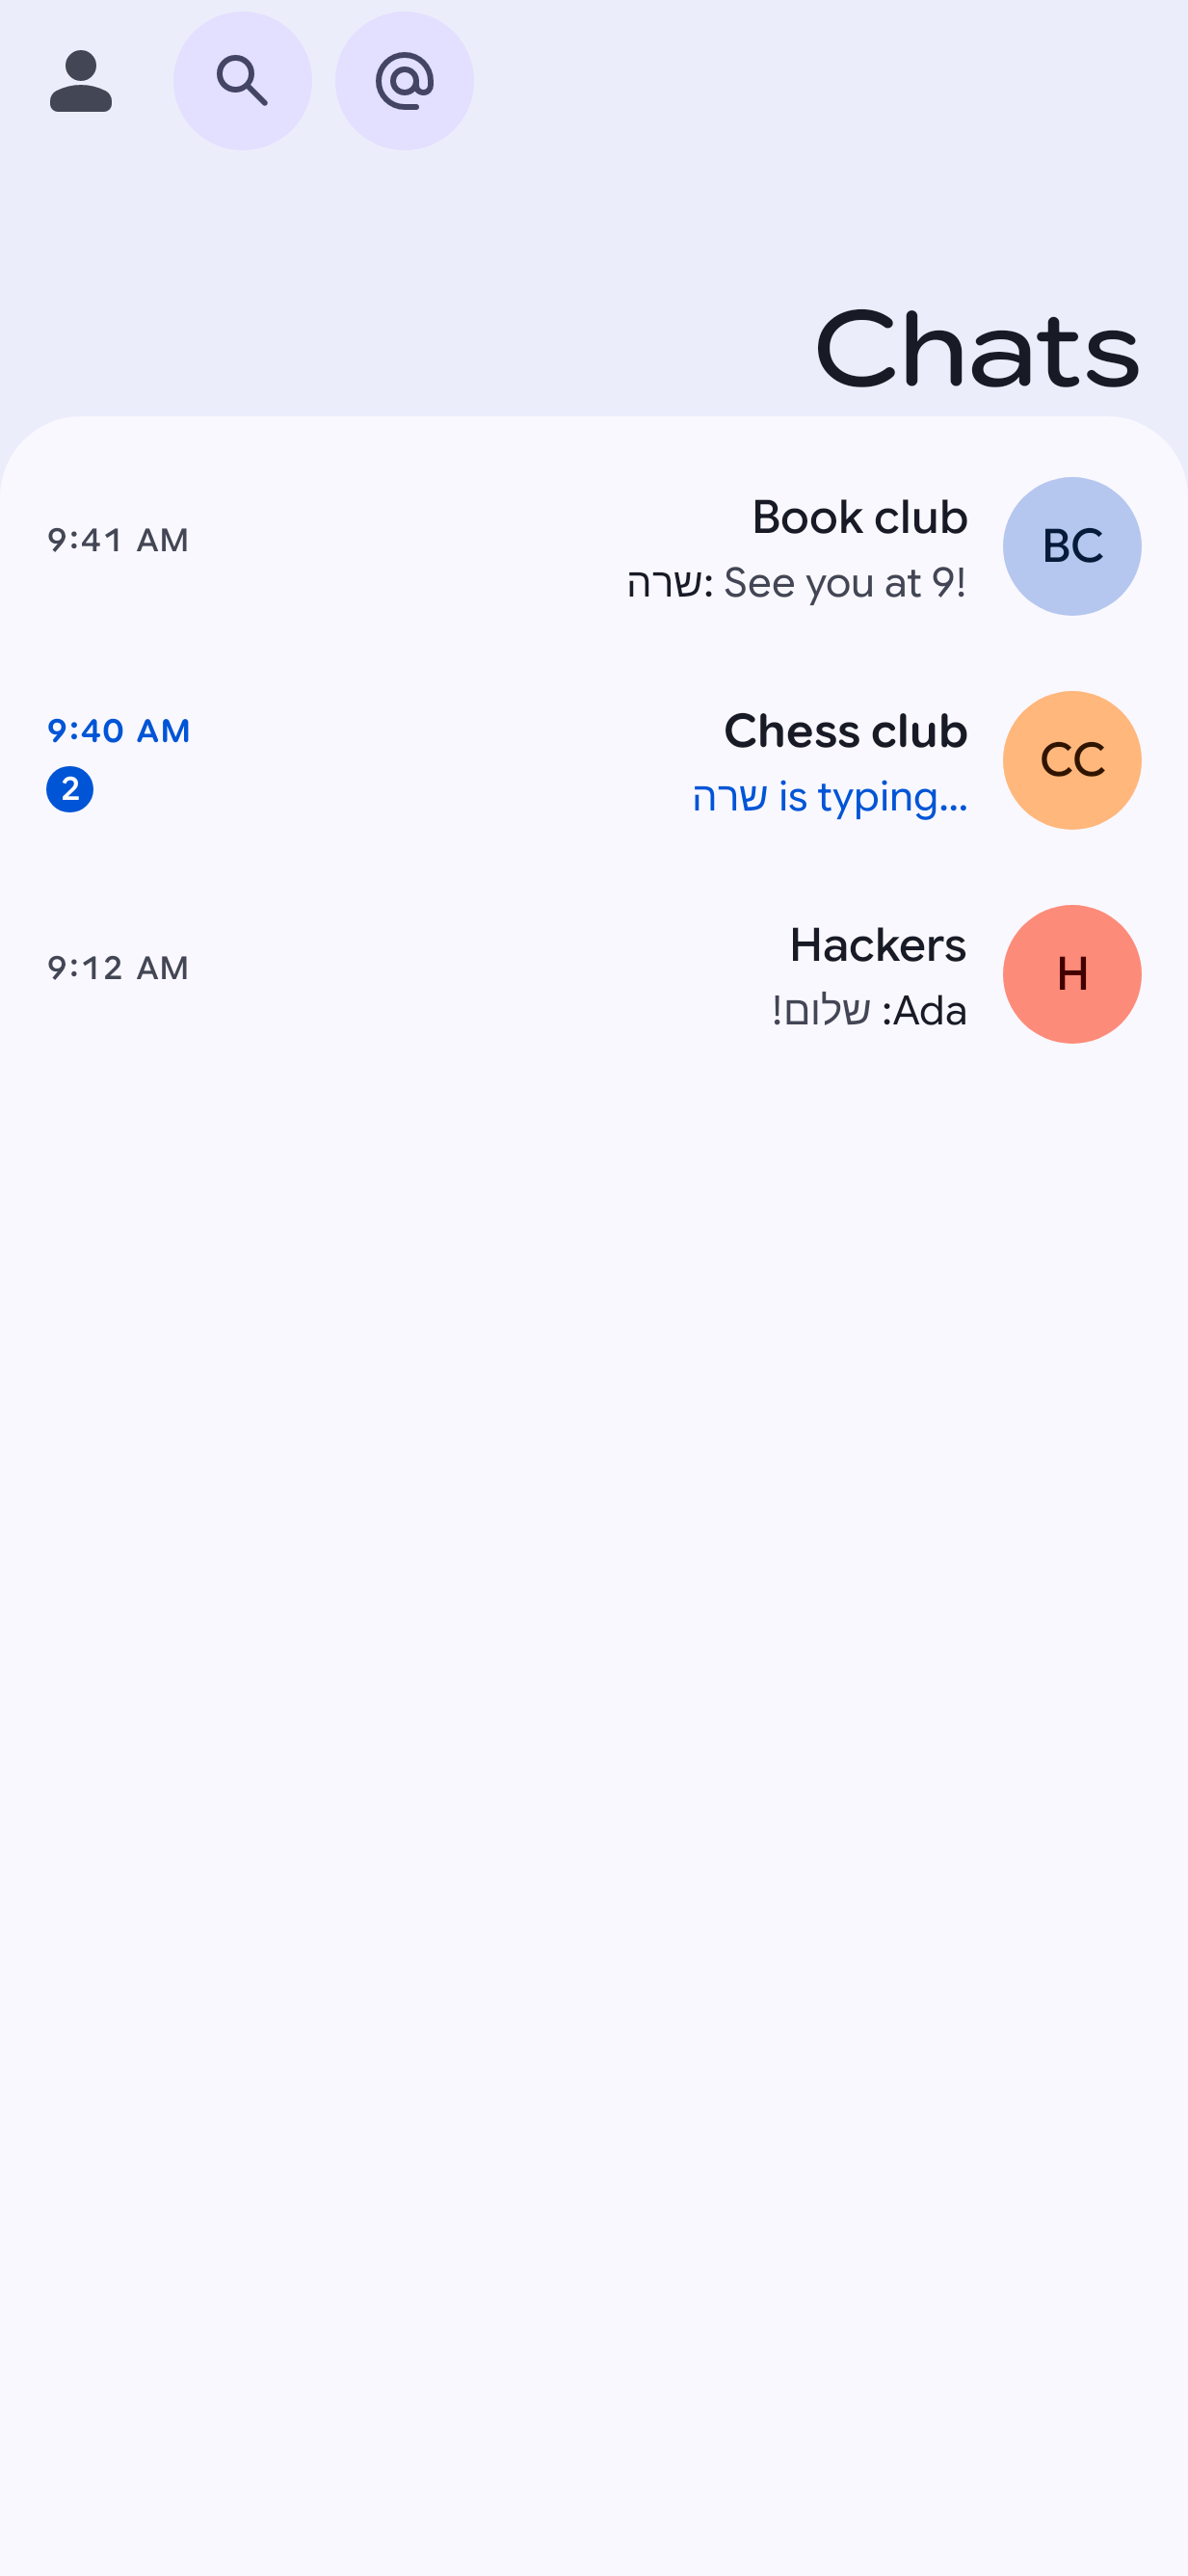 Chats
BC
Book club
9:41 AM
שרה: See you at 9!
CC
Chess club
9:40 AM
שרה is typing...
2
H
Hackers
9:12 AM
Ada: שלום!